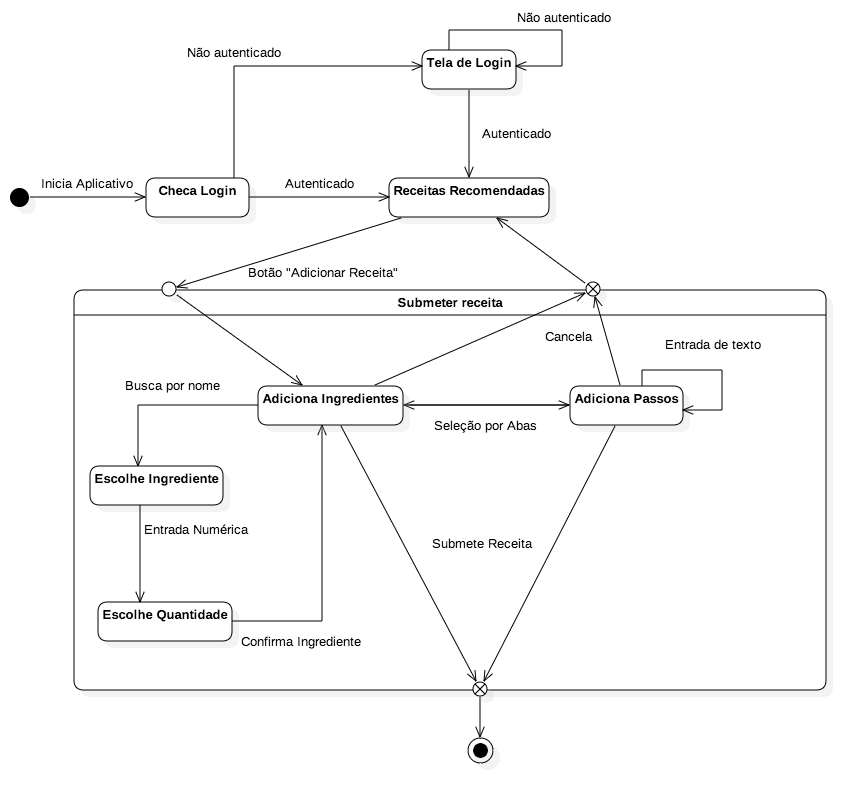 Não autenticado
Não autenticado
Tela de Login
Autenticado
Inicia Aplicativo
Checa Login
Autenticado
Receitas Recomendadas
Botão "Adicionar Receita"
Submeter receita
Cancela
Entrada de texto
Busca por nome
Adiciona Ingredientes
Adiciona Passos
Seleção por Abas
Escolhe Ingrediente
Entrada Numérica
Submete Receita
Escolhe Quantidade
Confirma Ingrediente